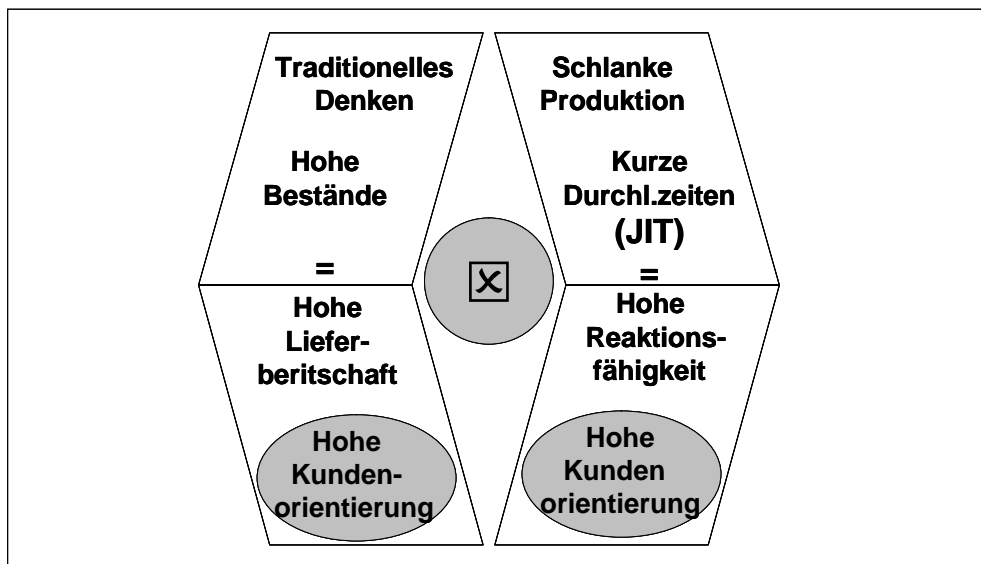 Traditionelles
Denken
Hohe
Bestände
=
Hohe
Liefer-
beritschaft
Hohe
Kunden-
orientierung
Schlanke
Produktion
Kurze
Durchl.zeiten
(JIT)
=
Hohe
Reaktions-
fähigkeit
Hohe
Kunden
orientierung